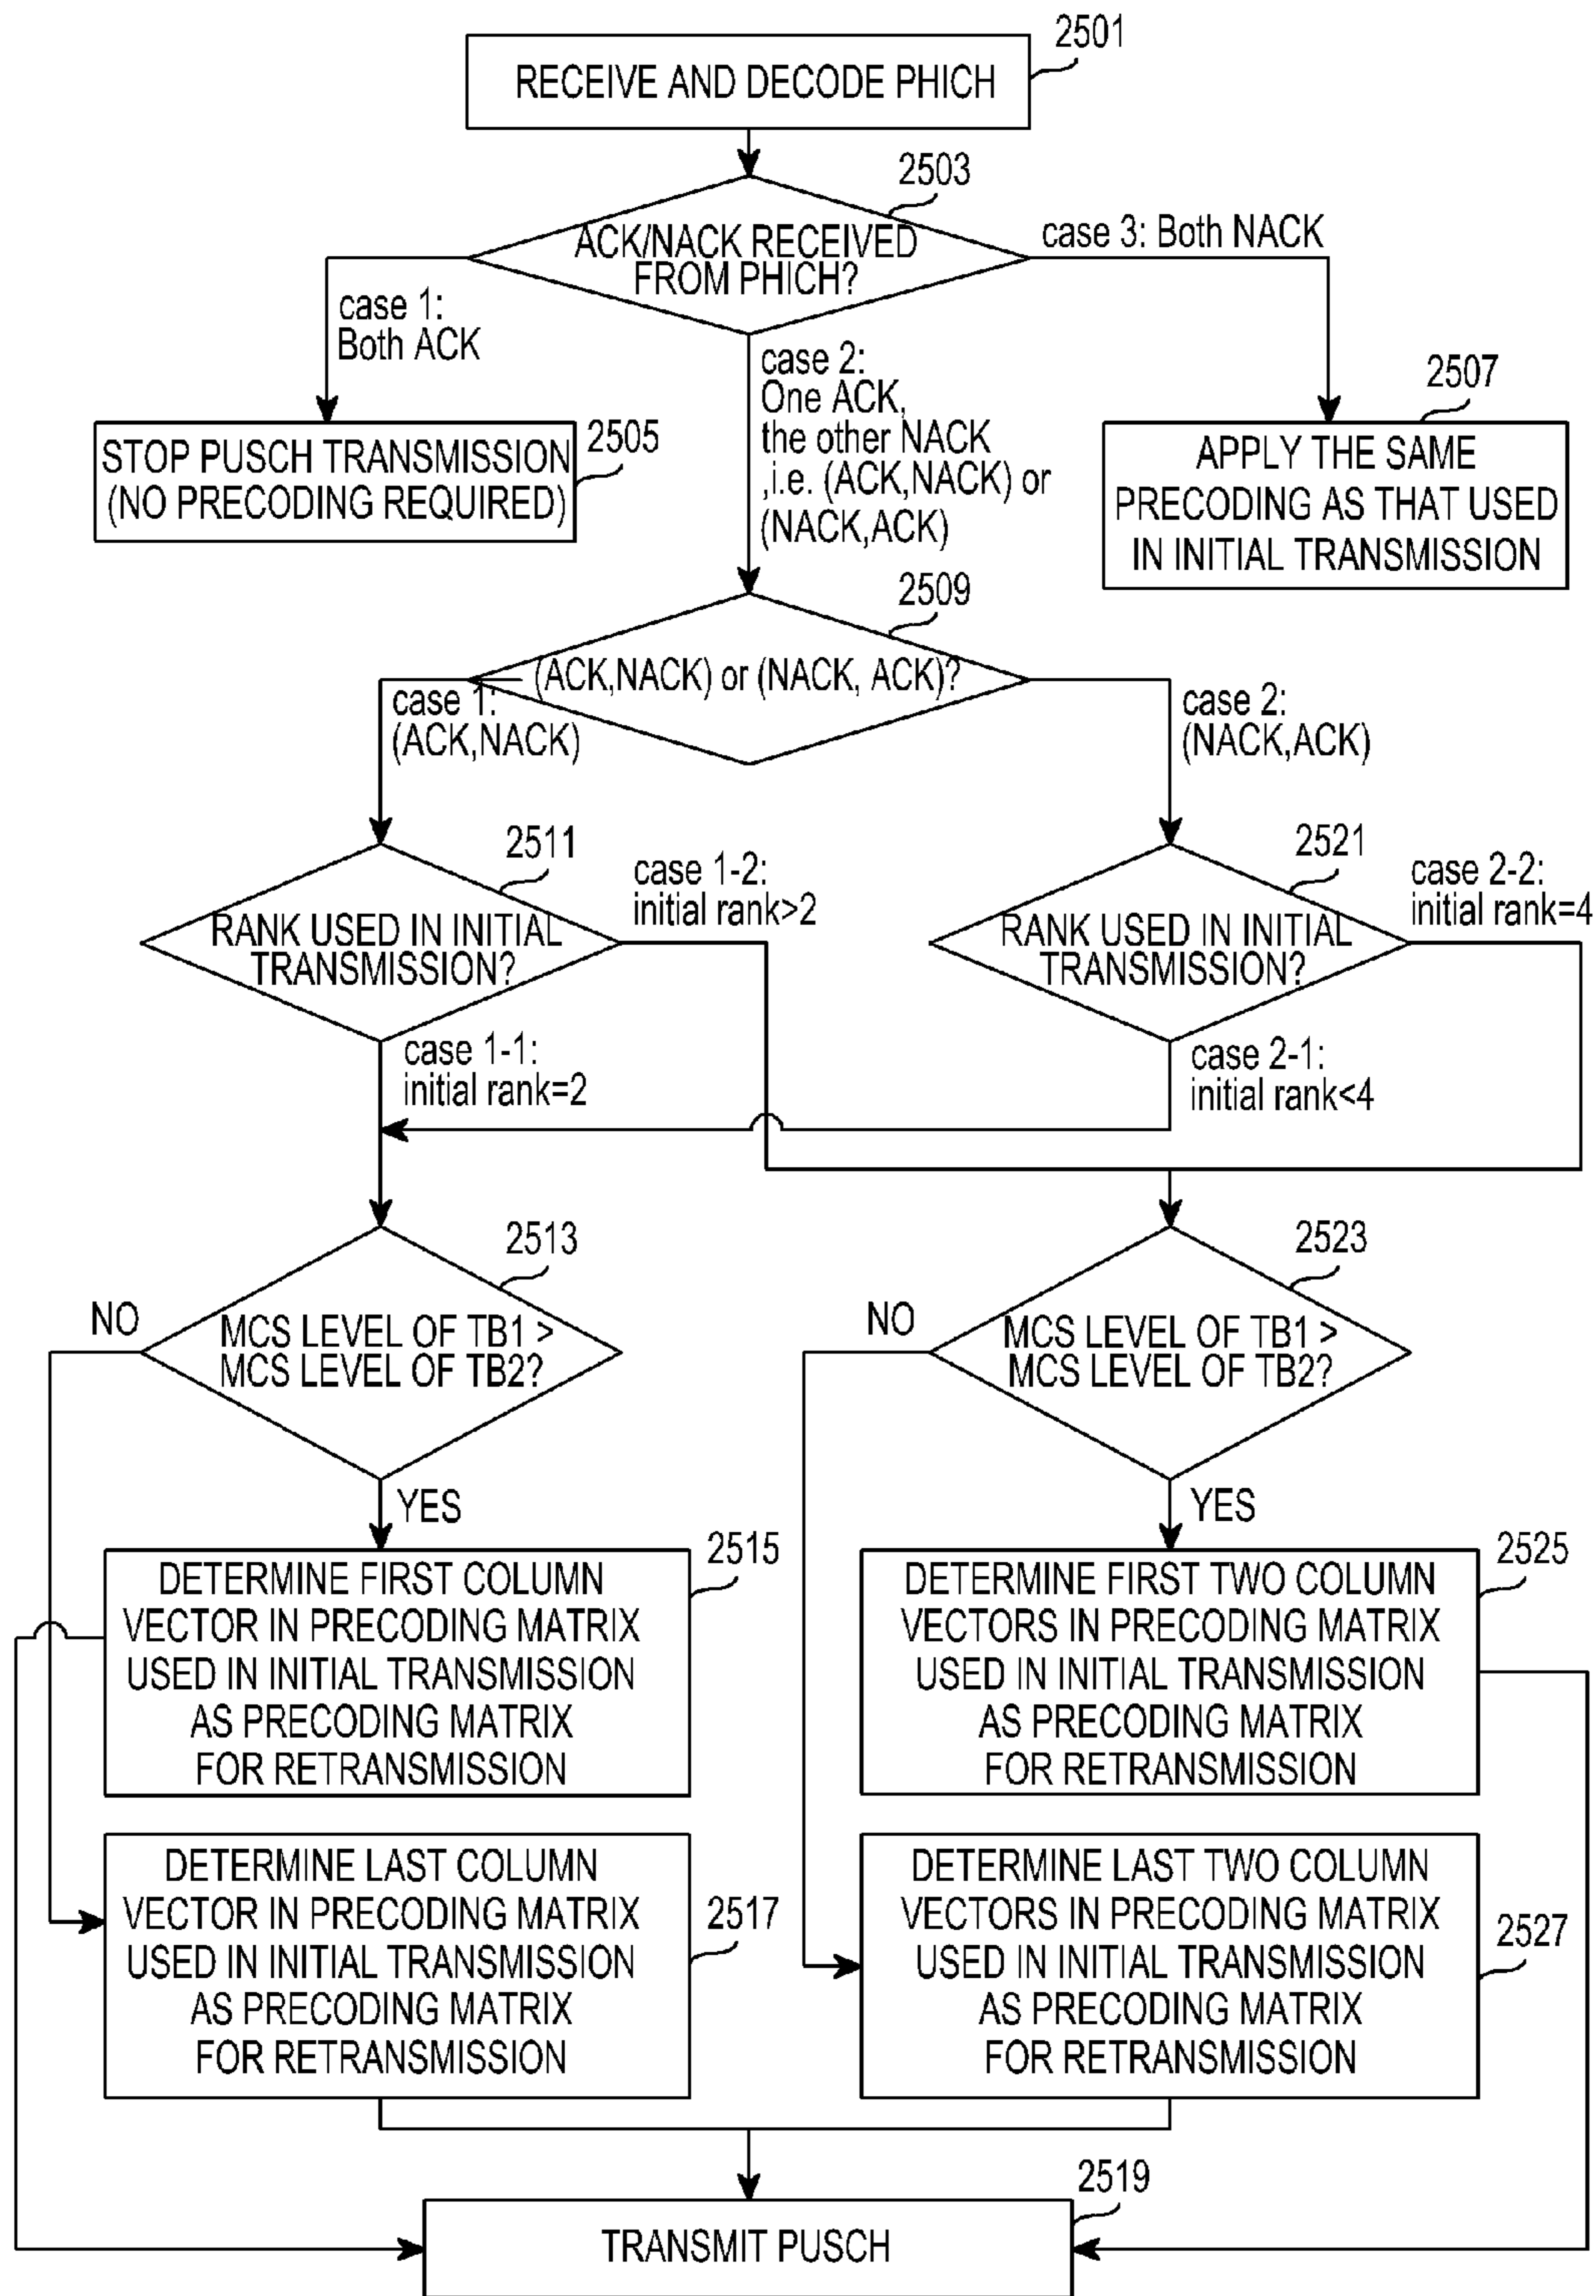 2501
RECEIVE AND DECODE PHICH
2503
ACK/NACK RECEIVED
FROM PHICH?
case 1:
Both ACK
case 2:
One ACK,
the other NACK
,i.e. (ACK,NACK) or
(NACK,ACK)
case 3: Both NACK
2505
STOP PUSCH TRANSMISSION
(NO PRECODING REQUIRED)
2507
APPLY THE SAME
PRECODING AS THAT USED
IN INITIAL TRANSMISSION
2509
(ACK,NACK) or (NACK, ACK)?
case 1:
(ACK,NACK)
case 2:
(NACK,ACK)
2511
RANK USED IN INITIAL
TRANSMISSION?
case 1-2:
initial rank>2
2521
RANK USED IN INITIAL
TRANSMISSION?
case 2-2:
initial rank=4
case 1-1:
initial rank=2
case 2-1:
initial rank<4
2513
NO
MCS LEVEL OF TB1 >
MCS LEVEL OF TB2?
YES
2523
NO
MCS LEVEL OF TB1 >
MCS LEVEL OF TB2?
YES
2515
DETERMINE FIRST COLUMN
VECTOR IN PRECODING MATRIX
USED IN INITIAL TRANSMISSION
AS PRECODING MATRIX
FOR RETRANSMISSION
2525
DETERMINE FIRST TWO COLUMN
VECTORS IN PRECODING MATRIX
USED IN INITIAL TRANSMISSION
AS PRECODING MATRIX
FOR RETRANSMISSION
DETERMINE LAST COLUMN
VECTOR IN PRECODING MATRIX
USED IN INITIAL TRANSMISSION
AS PRECODING MATRIX
FOR RETRANSMISSION
2517
DETERMINE LAST TWO COLUMN
VECTORS IN PRECODING MATRIX
USED IN INITIAL TRANSMISSION
AS PRECODING MATRIX
FOR RETRANSMISSION
2527
2519
TRANSMIT PUSCH